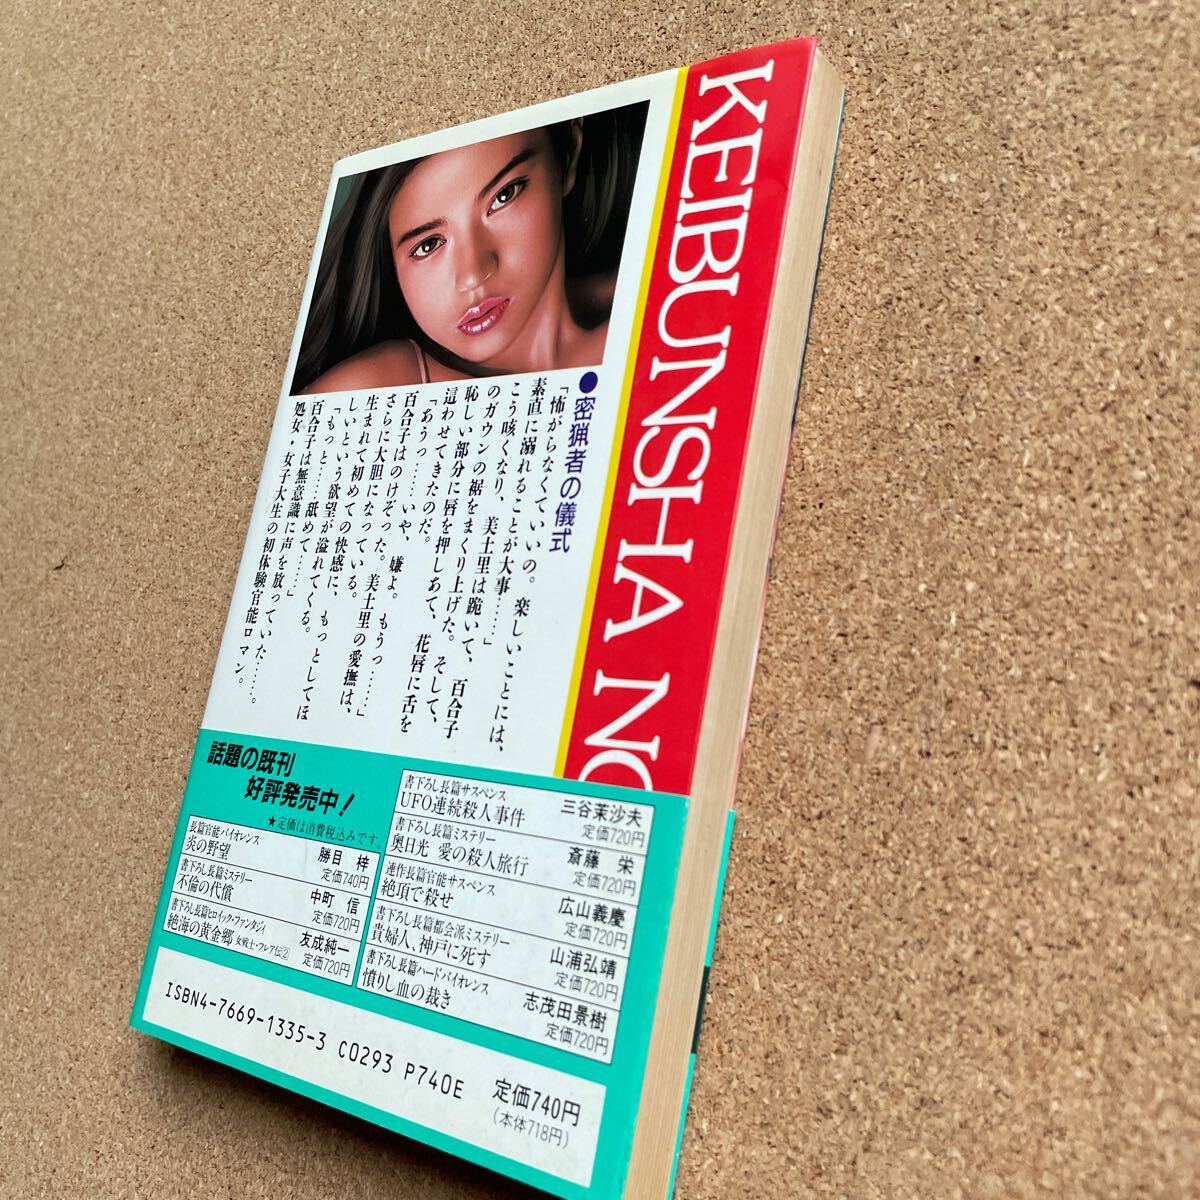 KEIBUNSHA NO
●密猟者の儀式
「怖がらなくていいの。楽しいことには、
素直に溺れることが大事……」
こう呟くなり、美土里は跪いて、百合子
のガウンの裾をまくり上げた。そして、
恥しい部分に唇を押しあて、花唇に舌を
這わせてきたのだ。
「あうっ……いや、嫌よ。もうっ……」
百合子はのけぞった。美土里の愛撫は、
さらに大胆になっている。
生まれて初めての快感に、もっとしてほ
しいという欲望が溢れてくる。
「もっと……舐めて……」
百合子は無意識に声を放っていた……。
処女・女子大生の初体験官能ロマン。
話題の既刊
好評発売中!
★定価は消費税込みです。
長篇官能バイオレンス
炎の野望 勝目 梓
定価740円
書下ろし長篇ミステリー
不倫の代償 中町 信
定価720円
書下ろし長篇ヒロイック・ファンタジィ
絶海の黄金郷 女戦士・フレア伝② 友成純一
定価720円
書下ろし長篇サスペンス
UFO連続殺人事件 三谷茉沙夫
定価720円
書下ろし長篇ミステリー
奥日光 愛の殺人旅行 斎藤 栄
定価720円
連作長篇官能サスペンス
絶頂で殺せ 広山義慶
定価720円
書下ろし長篇都会派ミステリー
貴婦人、神戸に死す 山浦弘靖
定価720円
書下ろし長篇ハードバイオレンス
憤りし血の裁き 志茂田景樹
定価720円
ISBN4-7669-1335-3 C0293 P740E 定価740円
(本体718円)